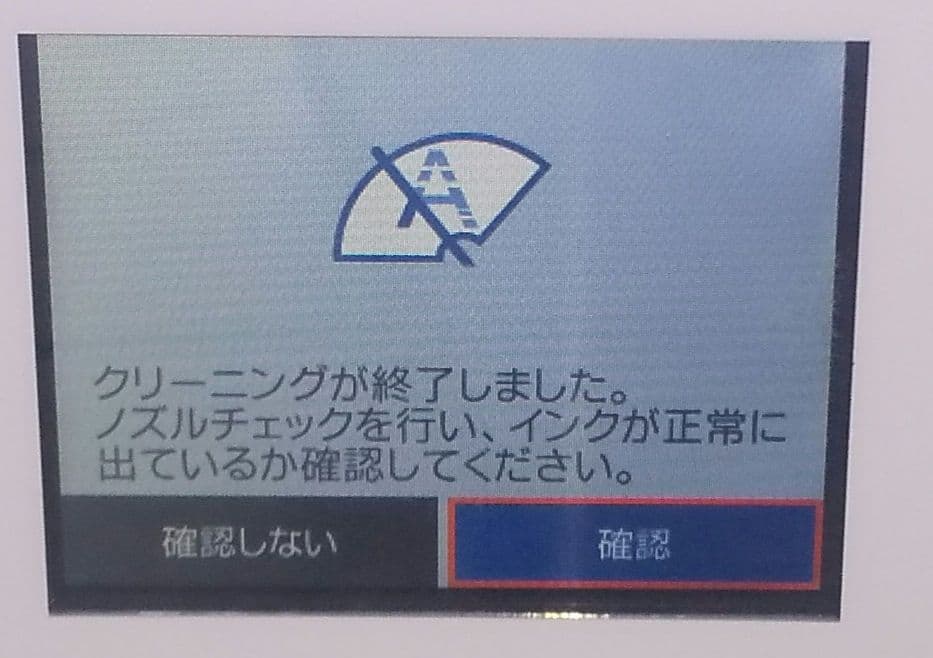 A
クリーニングが終了しました。
ノズルチェックを行い、インクが正常に
出ているか確認してください。
確認しない
確認